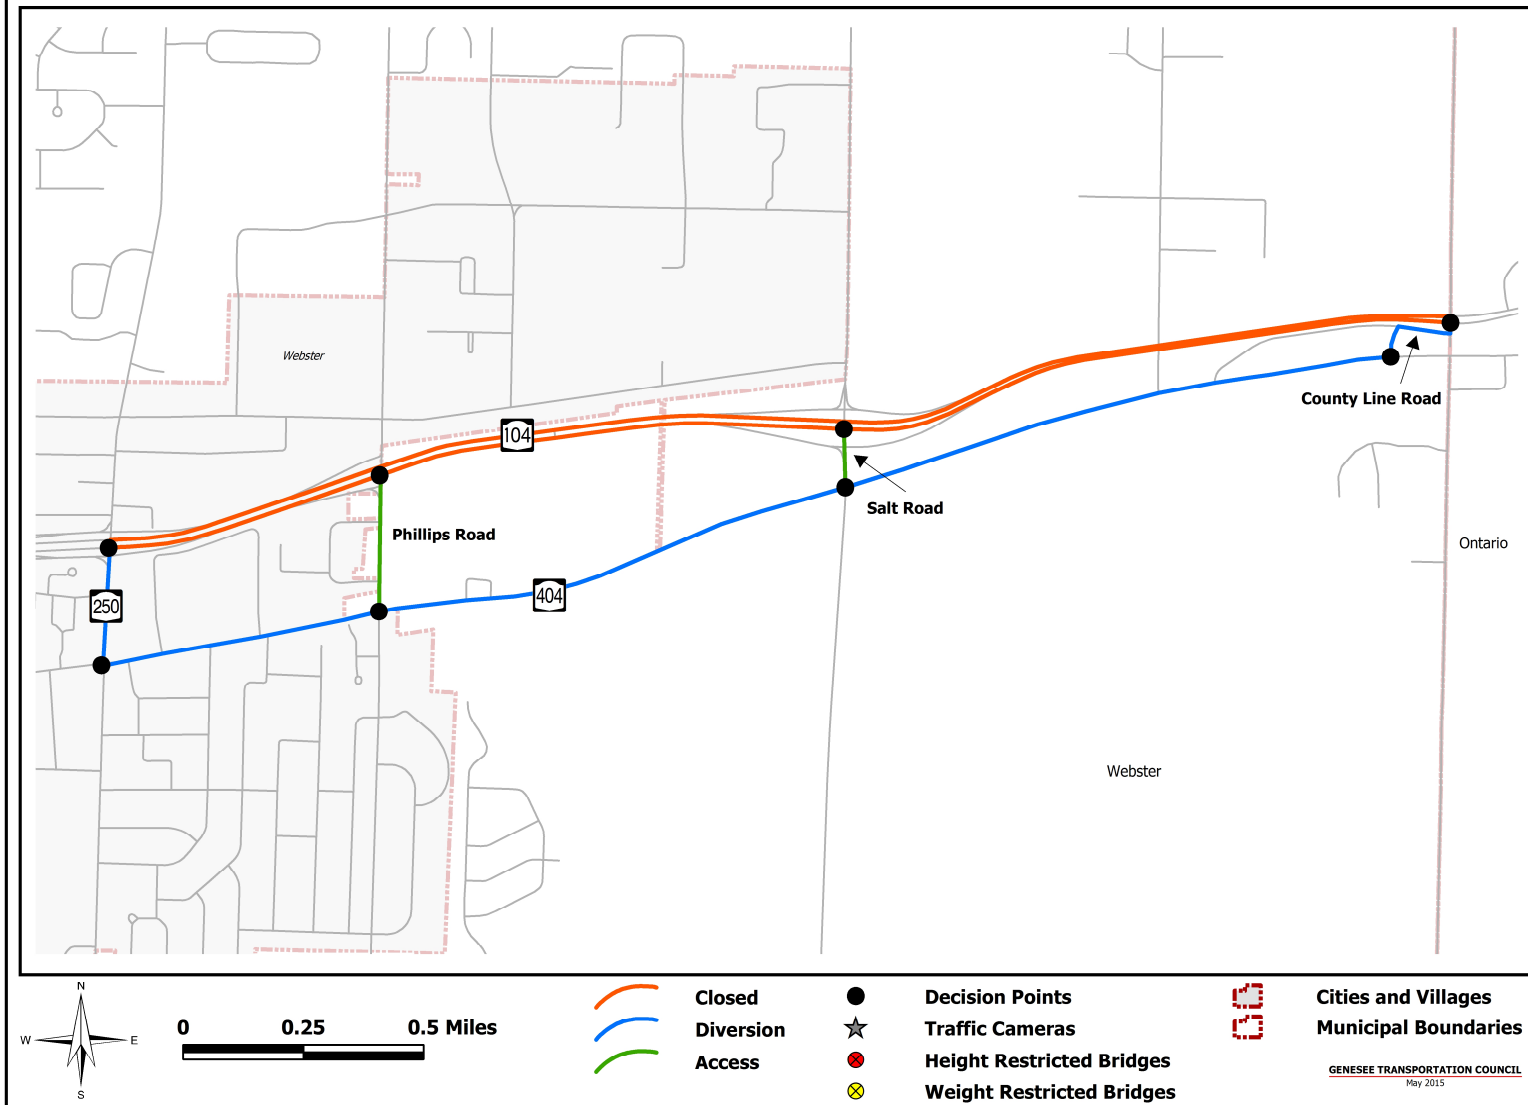 Webster
104
County Line Road
Salt Road
Phillips Road
Ontario
404
250
Webster
N
W
E
S
0
0.25
0.5 Miles
Closed
Diversion
Access
Decision Points
Traffic Cameras
Height Restricted Bridges
Weight Restricted Bridges
Cities and Villages
Municipal Boundaries
GENESEE TRANSPORTATION COUNCIL
May 2015